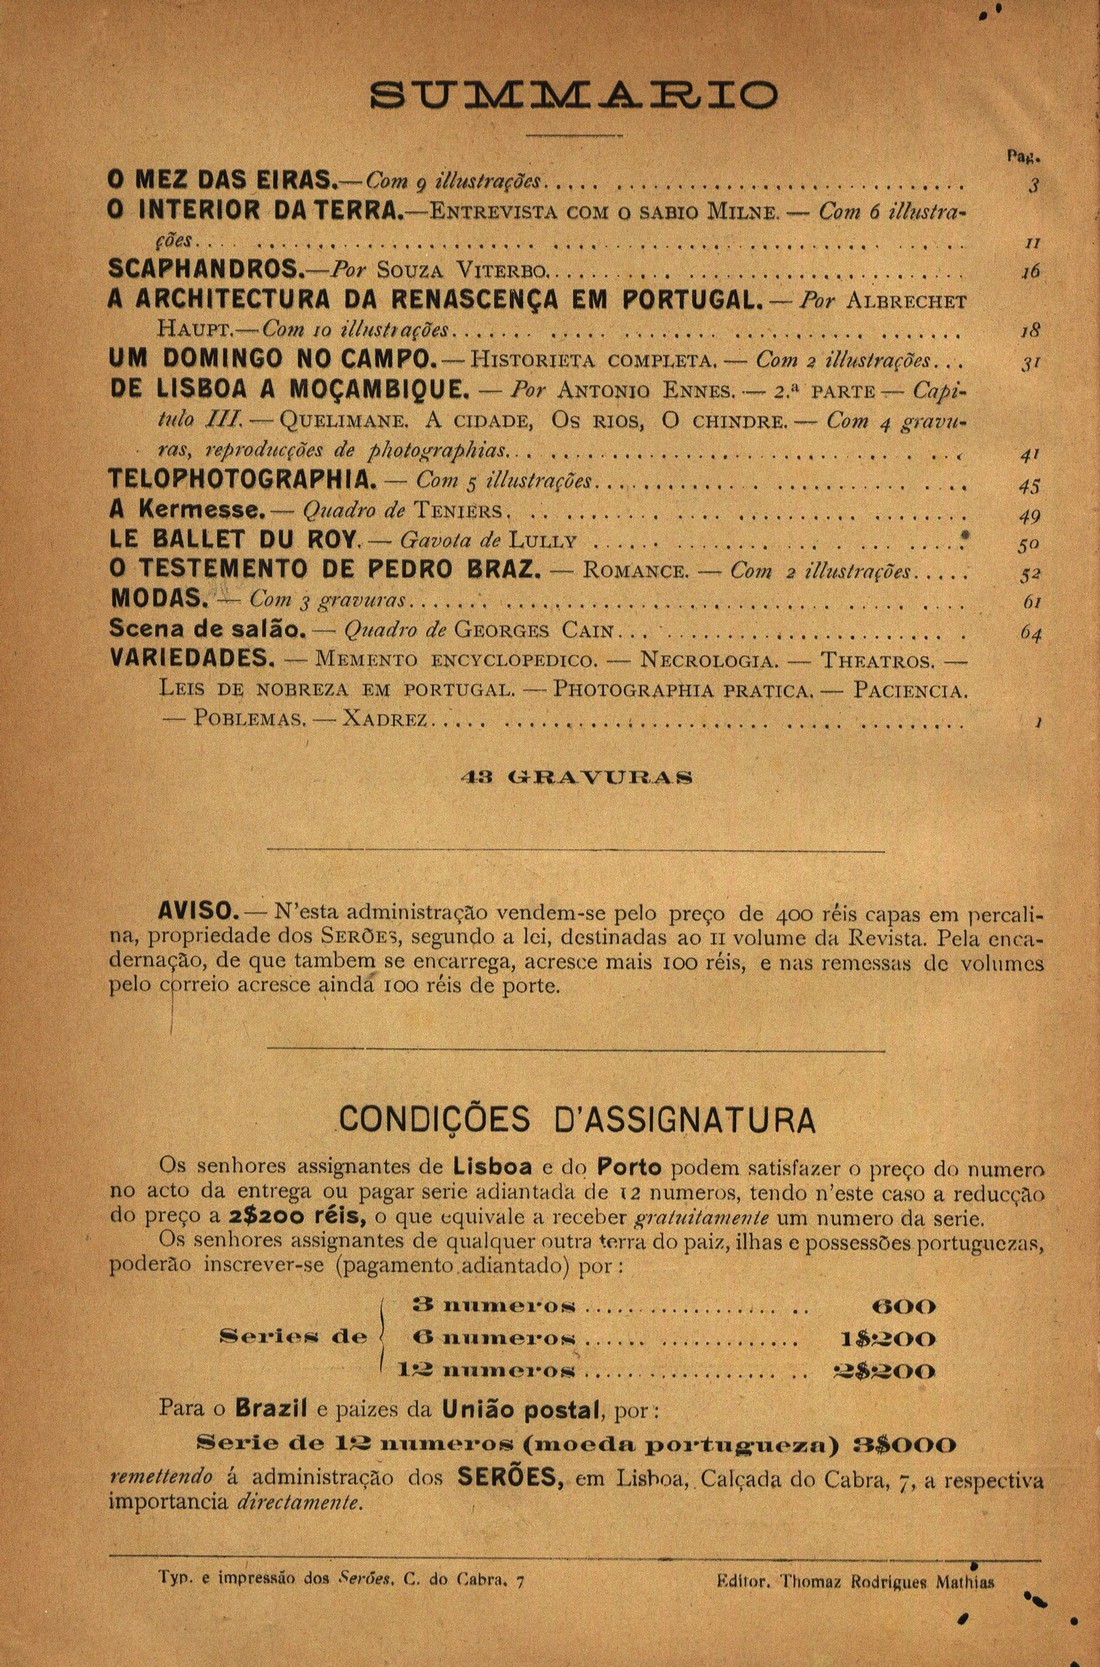 SUMMARIO
Pag.
O MEZ DAS EIRAS.—Com 9 illustrações..... ................................ 3
O INTERIOR DA TERRA.—ENTREVISTA COM O SABIO MILNE. — Com 6 illustra-
ções.... .......................................................... 11
SCAPHANDROS.—Por SOUZA VITERBO........................................ 16
A ARCHITECTURA DA RENASCENÇA EM PORTUGAL. — Por ALBRECHET
HAUPT.—Com 10 illustrações........ ................................ 18
UM DOMINGO NO CAMPO.—HISTORIETA COMPLETA. — Com 2 illustrações... . 31
DE LISBOA A MOÇAMBIQUE. — Por ANTONIO ENNES. — 2.ª PARTE — Capi-
tulo III. — QUELIMANE. A CIDADE, OS RIOS, O CHINDRE. — Com 4 gravu-
ras, reproducções de photographias.. .............................. 41
TELOPHOTOGRAPHIA. — Com 5 illustrações................................ 45
A Kermesse. — Quadro de TENIERS. .. .................................. 49
LE BALLET DU ROY. — Gavota de LULLY .................................. 50
O TESTEMENTO DE PEDRO BRAZ. — ROMANCE. — Com 2 illustrações..... 52
MODAS. — Com 3 gravuras............................................... 61
Scena de salão. — Quadro de GEORGES CAIN... .......................... 64
VARIEDADES. — MEMENTO ENCYCLOPEDICO. — NECROLOGIA. — THEATROS. —
LEIS DE NOBREZA EM PORTUGAL. — PHOTOGRAPHIA PRATICA. — PACIENCIA.
— POBLEMAS. — XADREZ..... ......................................... 1
43 GRAVURAS
AVISO. — N'esta administração vendem-se pelo preço de 400 réis capas em percali-
na, propriedade dos SERÕES, segundo a lei, destinadas ao II volume da Revista. Pela enca-
dernação, de que tambem se encarrega, acresce mais 100 réis, e nas remessas de volumes
pelo correio acresce ainda 100 réis de porte.
CONDIÇÕES D'ASSIGNATURA
Os senhores assignantes de Lisboa e do Porto podem satisfazer o preço do numero
no acto da entrega ou pagar serie adiantada de 12 numeros, tendo n'este caso a reducção
do preço a 2$200 réis, o que equivale a receber gratuitamente um numero da serie.
Os senhores assignantes de qualquer outra terra do paiz, ilhas e possessões portuguezas,
poderão inscrever-se (pagamento adiantado) por:
3 numeros .................... .. 600
Series de 6 numeros ...... ............. 1$200
12 numeros .................... .. 2$200
Para o Brazil e paizes da União postal, por:
Serie de 12 numeros (moeda portugueza) 3$000
remettendo á administração dos SERÕES, em Lisboa, Calçada do Cabra, 7, a respectiva
importancia directamente.
Typ. e impressão dos Serões, C. do Cabra, 7
Editor, Thomaz Rodrigues Mathias